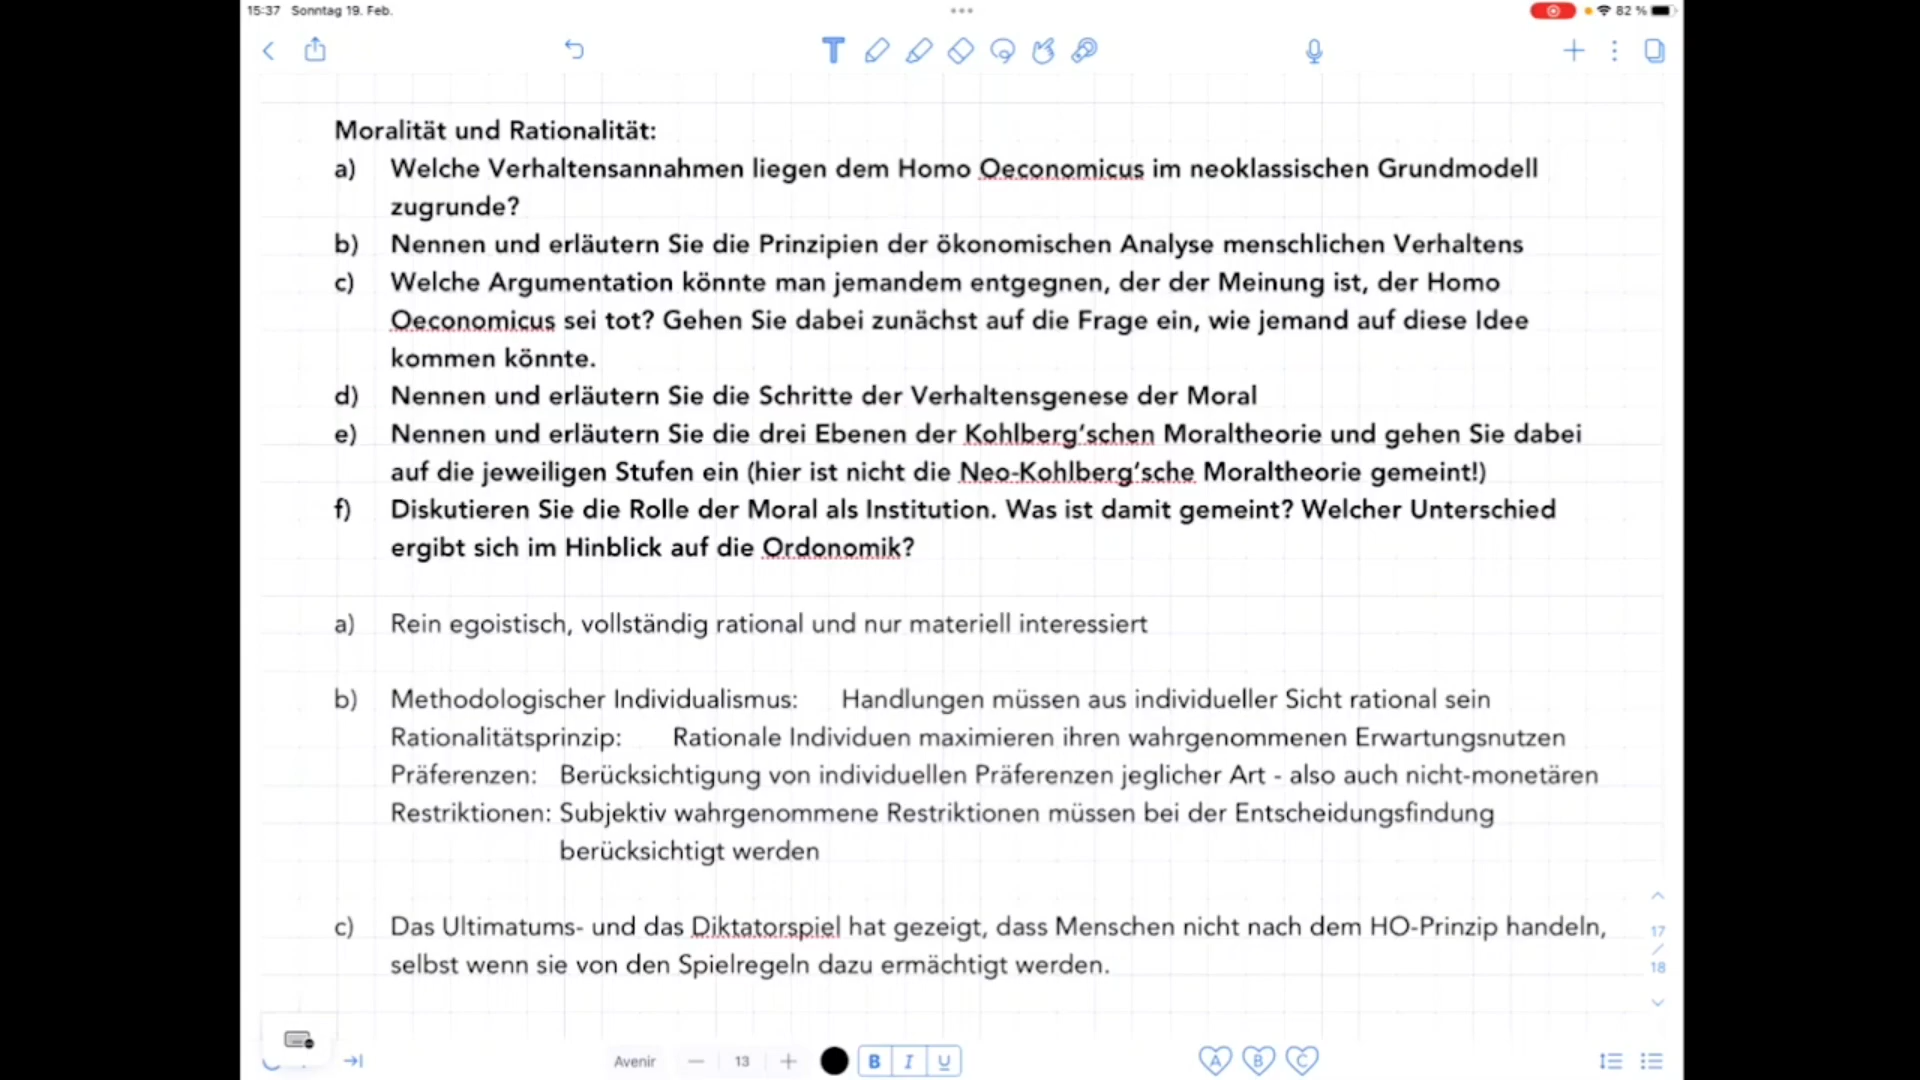 15:37 Sonntag 19. Feb.
82 %
Moralität und Rationalität:
a) Welche Verhaltensannahmen liegen dem Homo Oeconomicus im neoklassischen Grundmodell
zugrunde?
b) Nennen und erläutern Sie die Prinzipien der ökonomischen Analyse menschlichen Verhaltens
c) Welche Argumentation könnte man jemandem entgegnen, der der Meinung ist, der Homo
Oeconomicus sei tot? Gehen Sie dabei zunächst auf die Frage ein, wie jemand auf diese Idee
kommen könnte.
d) Nennen und erläutern Sie die Schritte der Verhaltensgenese der Moral
e) Nennen und erläutern Sie die drei Ebenen der Kohlberg'schen Moraltheorie und gehen Sie dabei
auf die jeweiligen Stufen ein (hier ist nicht die Neo-Kohlberg'sche Moraltheorie gemeint!)
f) Diskutieren Sie die Rolle der Moral als Institution. Was ist damit gemeint? Welcher Unterschied
ergibt sich im Hinblick auf die Ordonomik?
a) Rein egoistisch, vollständig rational und nur materiell interessiert
b) Methodologischer Individualismus: Handlungen müssen aus individueller Sicht rational sein
Rationalitätsprinzip: Rationale Individuen maximieren ihren wahrgenommenen Erwartungsnutzen
Präferenzen: Berücksichtigung von individuellen Präferenzen jeglicher Art - also auch nicht-monetären
Restriktionen: Subjektiv wahrgenommene Restriktionen müssen bei der Entscheidungsfindung
berücksichtigt werden
c) Das Ultimatums- und das Diktatorspiel hat gezeigt, dass Menschen nicht nach dem HO-Prinzip handeln,
selbst wenn sie von den Spielregeln dazu ermächtigt werden.
17
/
18
Avenir — 13 + B I U A B C